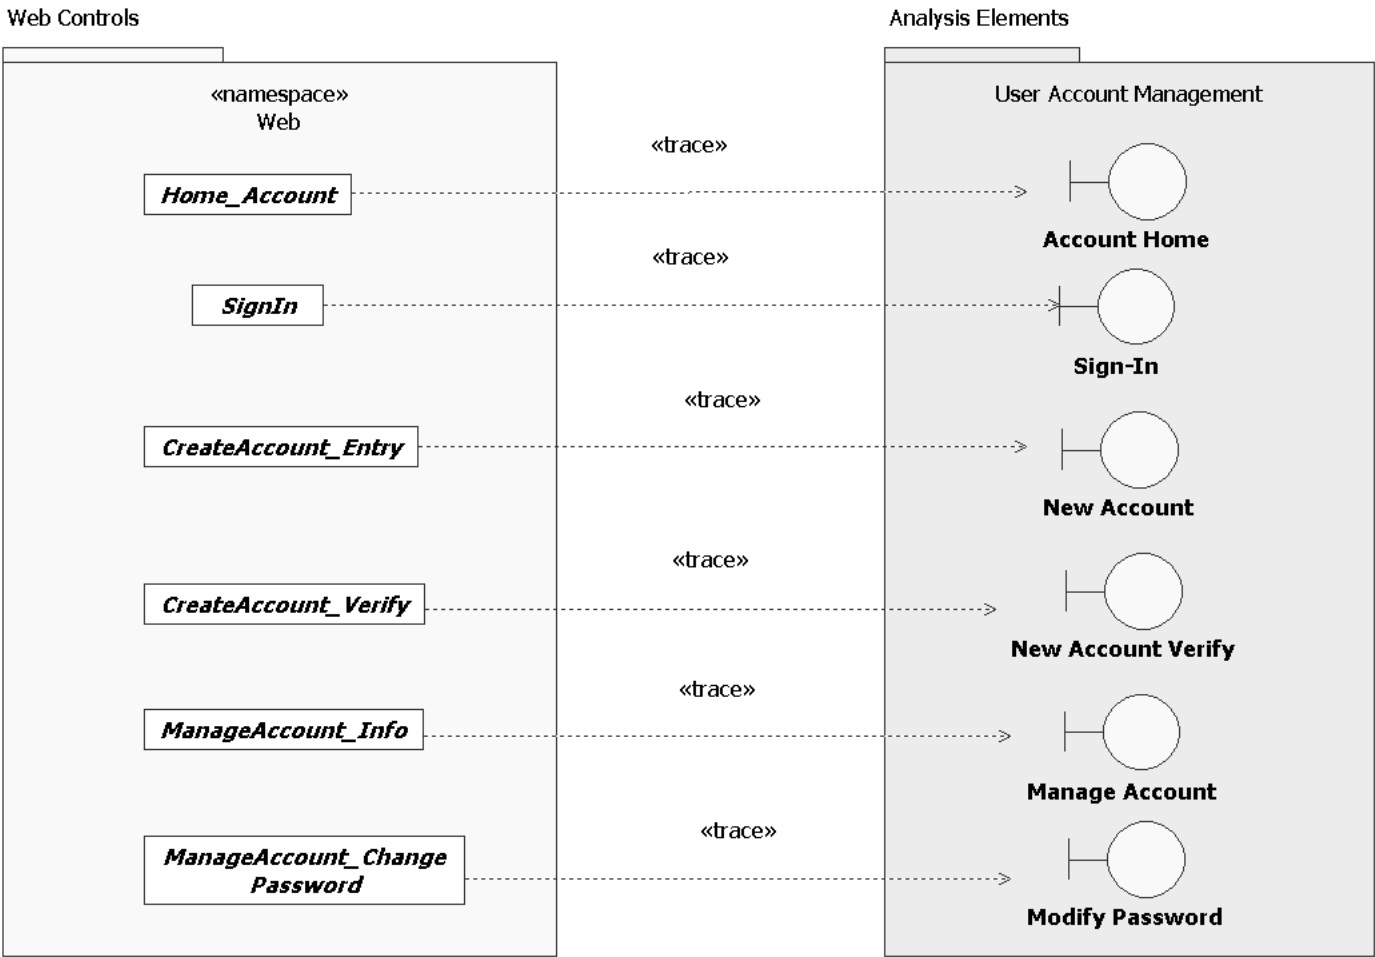 Web Controls
Analysis Elements
«namespace»
Web
User Account Management
«trace»
Home_Account
Account Home
«trace»
SignIn
Sign-In
«trace»
CreateAccount_Entry
New Account
«trace»
CreateAccount_Verify
New Account Verify
«trace»
ManageAccount_Info
Manage Account
«trace»
ManageAccount_Change
Password
Modify Password